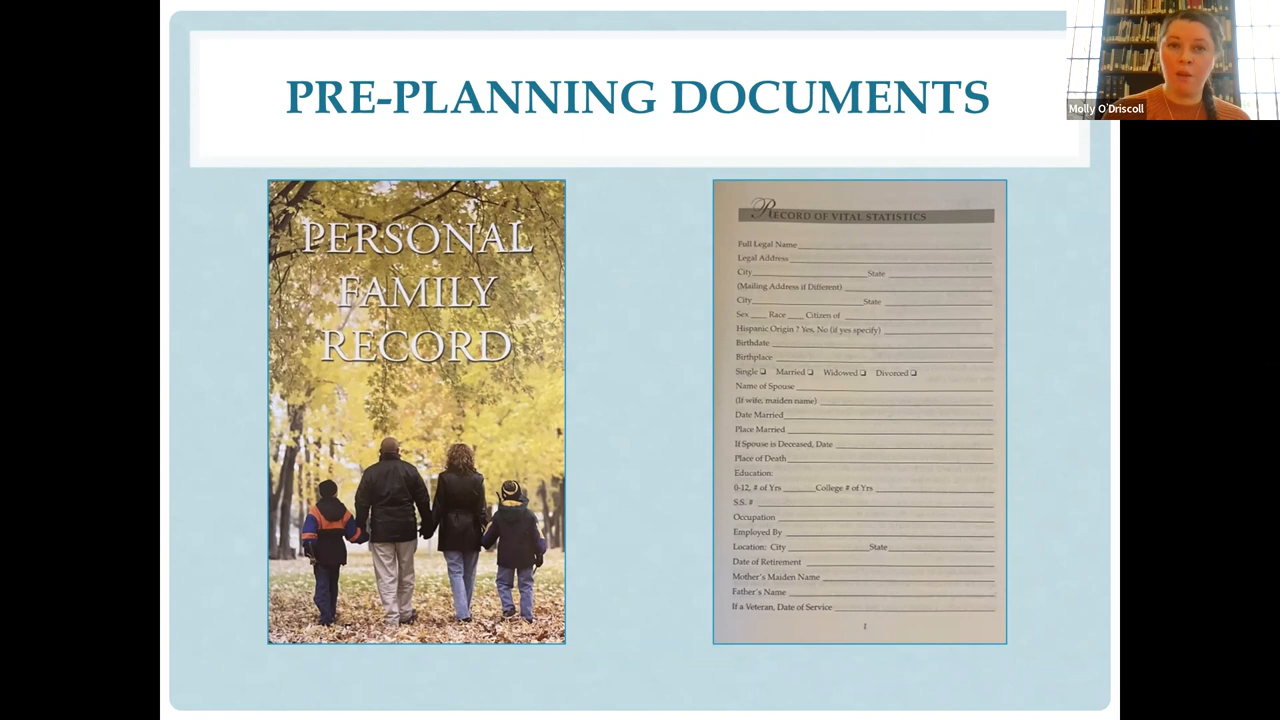 PRE-PLANNING DOCUMENTS
Molly O'Driscoll
PERSONAL
FAMILY
RECORD
RECORD OF VITAL STATISTICS
Full Legal Name
Legal Address
City State
(Mailing Address if Different)
City State
Sex Race Citizen of
Hispanic Origin ? Yes, No (if yes specify)
Birthdate
Birthplace
Single ❏ Married ❏ Widowed ❏ Divorced ❏
Name of Spouse
(If wife, maiden name)
Date Married
Place Married
If Spouse is Deceased, Date
Place of Death
Education:
0-12, # of Yrs College # of Yrs
S.S. #
Occupation
Employed By
Location: City State
Date of Retirement
Mother's Maiden Name
Father's Name
If a Veteran, Date of Service
1